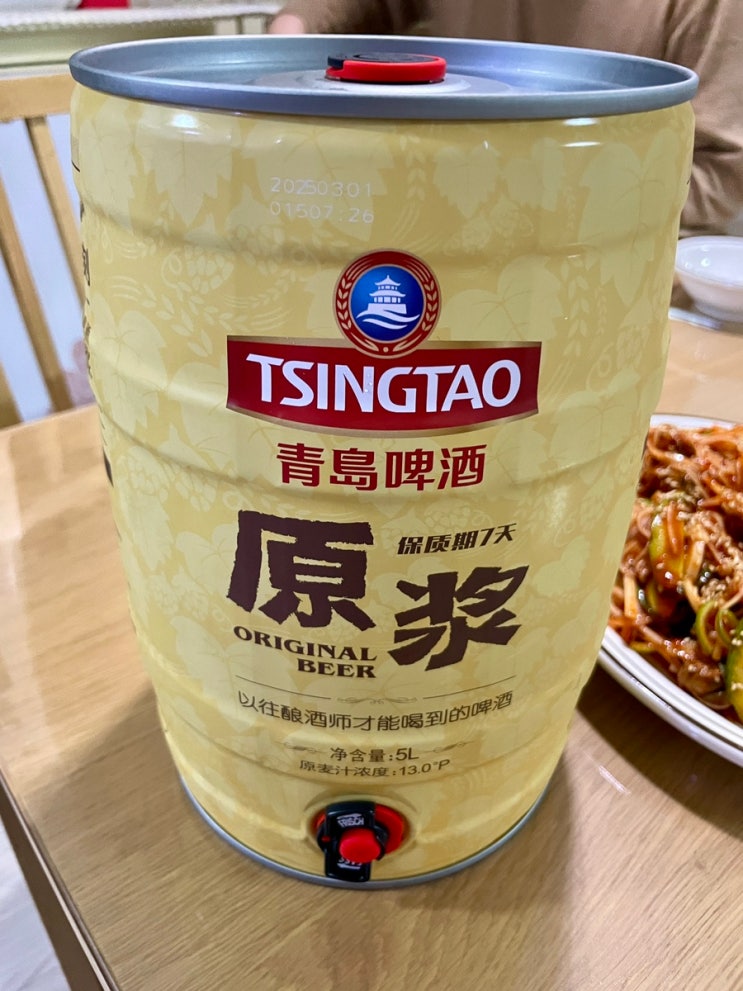 20250301
01507:26
TSINGTAO
青島啤酒
原浆
保质期7天
ORIGINAL
BEER
以往酿酒师才能喝到的啤酒
净含量:5L
原麦汁浓度:13.0°P
FRISCH